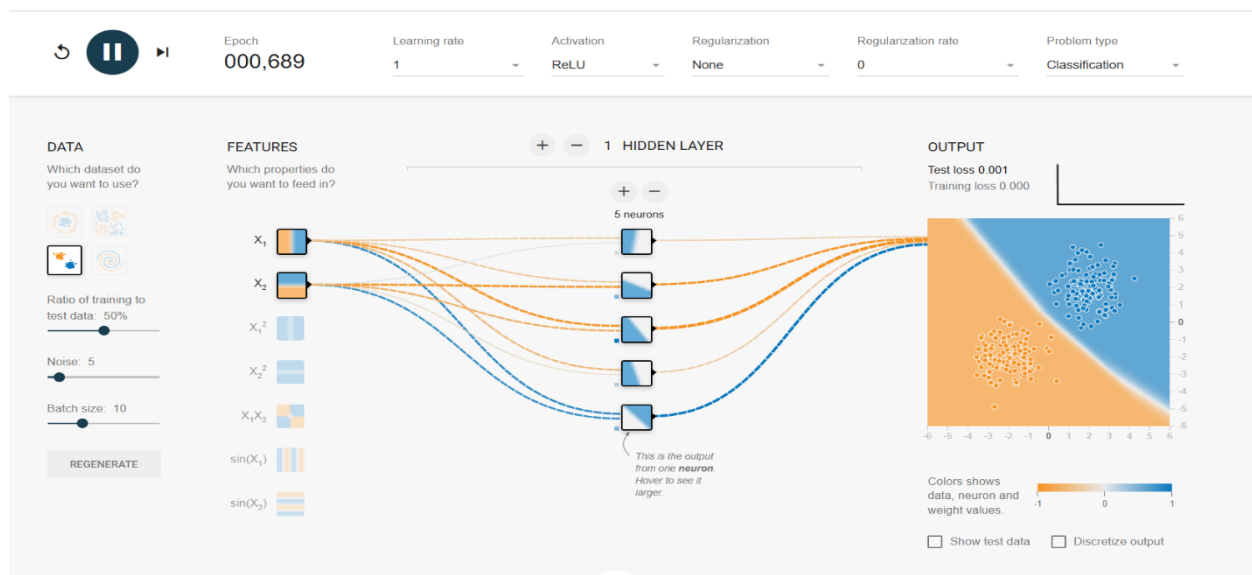 Epoch
000,689
Learning rate
1
Activation
ReLU
Regularization
None
Regularization rate
0
Problem type
Classification
DATA
Which dataset do
you want to use?
Ratio of training to
test data: 50%
Noise: 5
Batch size: 10
REGENERATE
FEATURES
Which properties do
you want to feed in?
X₁
X₂
X₁²
X₂²
X₁X₂
sin(X₁)
sin(X₂)
+ − 1 HIDDEN LAYER
+ −
5 neurons
This is the output
from one neuron.
Hover to see it
larger.
OUTPUT
Test loss 0.001
Training loss 0.000
6
5
4
3
2
1
0
-1
-2
-3
-4
-5
-6
-6 -5 -4 -3 -2 -1 0 1 2 3 4 5 6
Colors shows
data, neuron and
weight values.
-1 0 1
Show test data
Discretize output